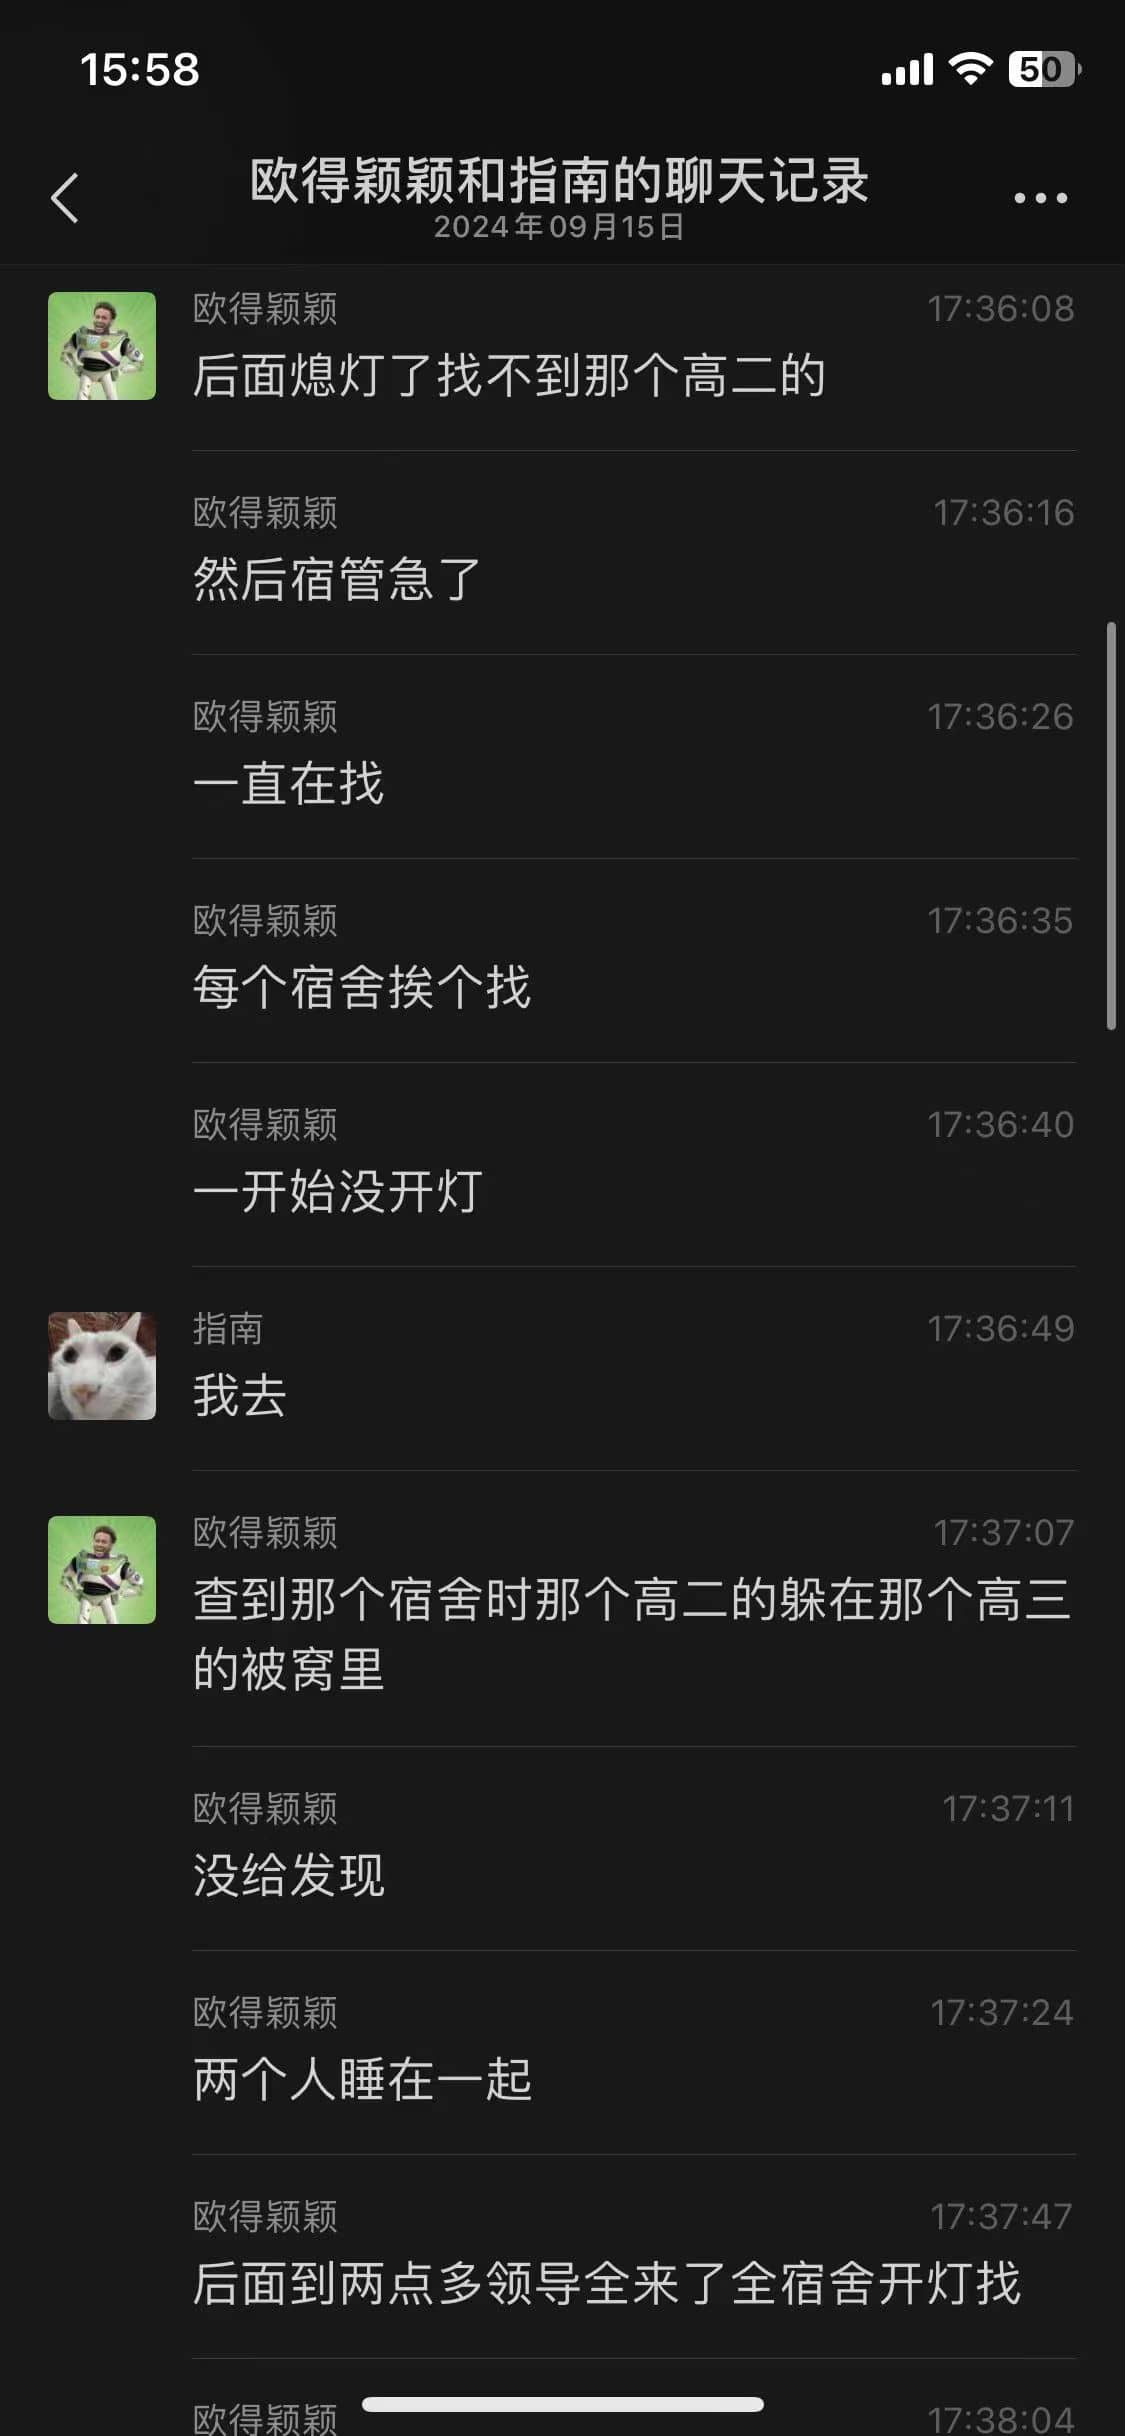 15:58
50
欧得颖颖和指南的聊天记录
2024年09月15日
欧得颖颖 17:36:08
后面熄灯了找不到那个高二的
欧得颖颖 17:36:16
然后宿管急了
欧得颖颖 17:36:26
一直在找
欧得颖颖 17:36:35
每个宿舍挨个找
欧得颖颖 17:36:40
一开始没开灯
指南 17:36:49
我去
欧得颖颖 17:37:07
查到那个宿舍时那个高二的躲在那个高三
的被窝里
欧得颖颖 17:37:11
没给发现
欧得颖颖 17:37:24
两个人睡在一起
欧得颖颖 17:37:47
后面到两点多领导全来了全宿舍开灯找
欧得颖颖 17:38:04